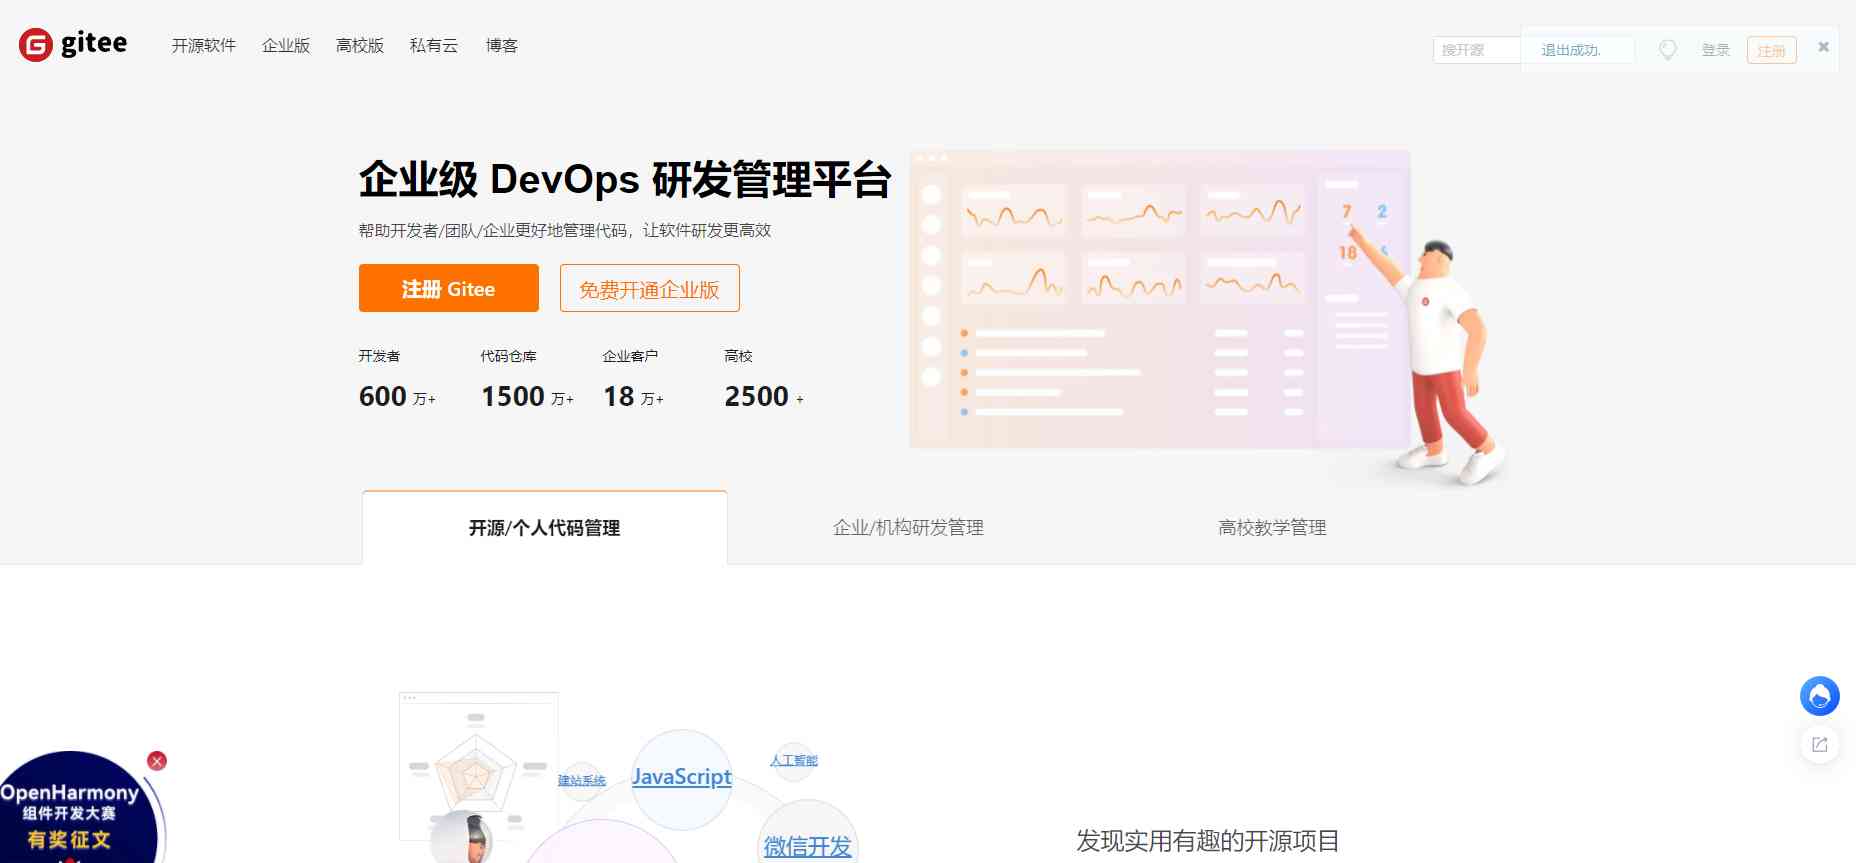 gitee 开源软件 企业版 高校版 私有云 博客 搜开源 退出成功. 登录 注册
企业级 DevOps 研发管理平台
帮助开发者/团队/企业更好地管理代码，让软件研发更高效
注册 Gitee 免费开通企业版
开发者 代码仓库 企业客户 高校
600 万+ 1500 万+ 18 万+ 2500 +
7 2
18 6
开源/个人代码管理 企业/机构研发管理 高校教学管理
人工智能
建站系统 JavaScript
微信开发
发现实用有趣的开源项目
OpenHarmony
组件开发大赛
有奖征文